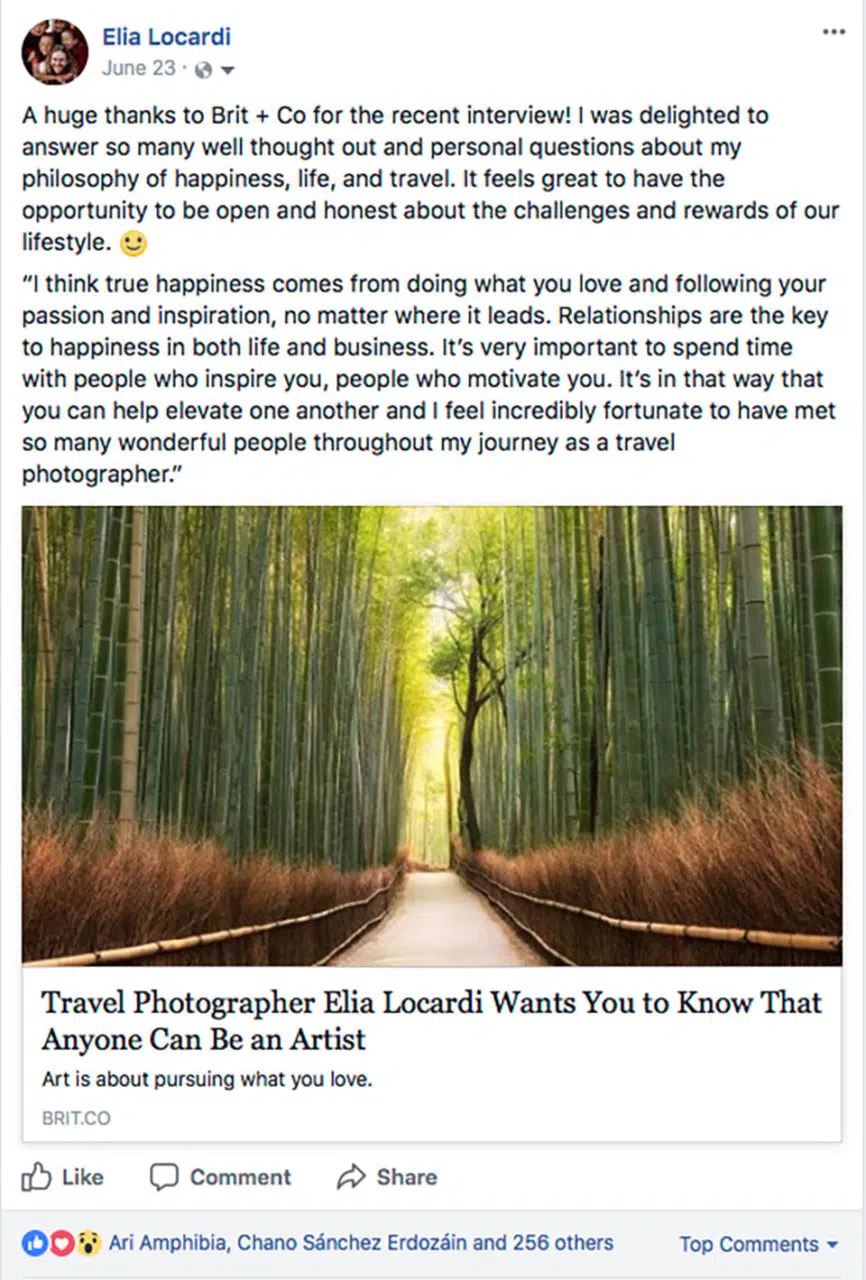 Elia Locardi
June 23 ·
A huge thanks to Brit + Co for the recent interview! I was delighted to
answer so many well thought out and personal questions about my
philosophy of happiness, life, and travel. It feels great to have the
opportunity to be open and honest about the challenges and rewards of our
lifestyle. 🙂
“I think true happiness comes from doing what you love and following your
passion and inspiration, no matter where it leads. Relationships are the key
to happiness in both life and business. It’s very important to spend time
with people who inspire you, people who motivate you. It’s in that way that
you can help elevate one another and I feel incredibly fortunate to have met
so many wonderful people throughout my journey as a travel
photographer.”
Travel Photographer Elia Locardi Wants You to Know That
Anyone Can Be an Artist
Art is about pursuing what you love.
BRIT.CO
Like Comment Share
Ari Amphibia, Chano Sánchez Erdozáin and 256 others Top Comments